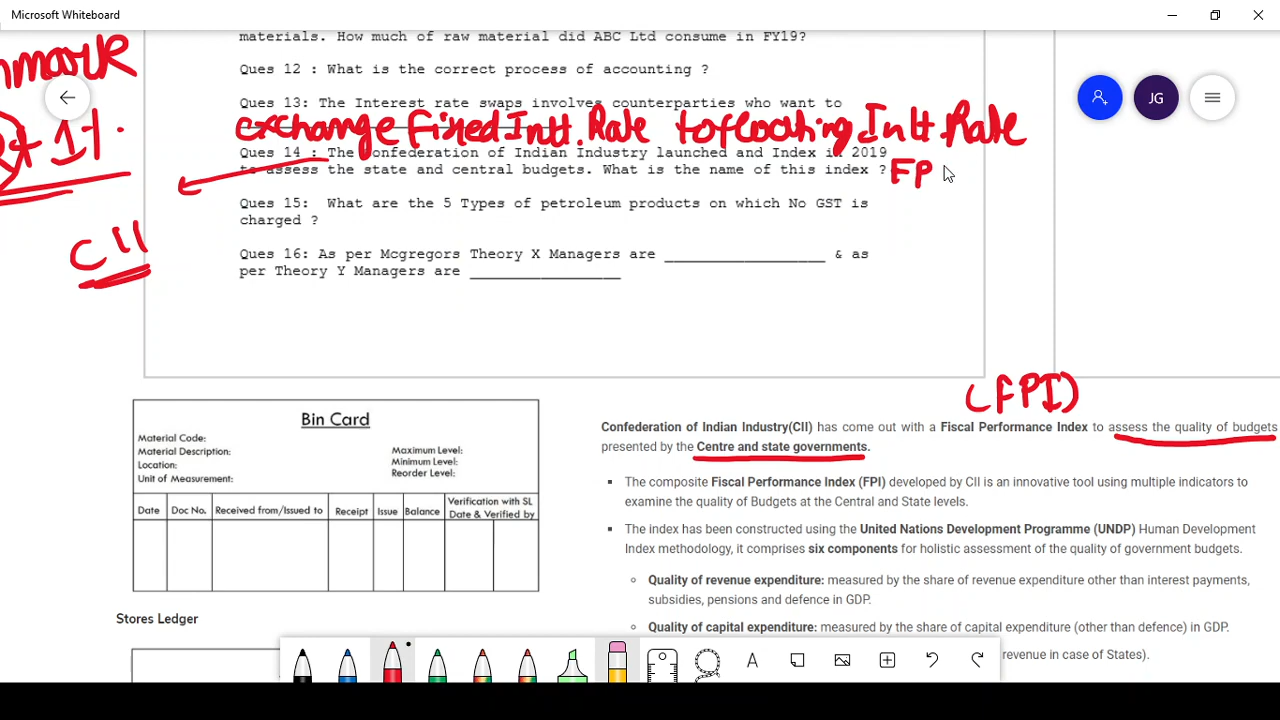 Microsoft Whiteboard
materials. How much of raw material did ABC Ltd consume in FY19?
Ques 12 : What is the correct process of accounting ?
Ques 13: The Interest rate swaps involves counterparties who want to
exchange Fixed Intt. Rate to floating Intt Rate
Ques 14 : The Confederation of Indian Industry launched and Index in 2019
to assess the state and central budgets. What is the name of this index ? FP
Ques 15: What are the 5 Types of petroleum products on which No GST is
charged ?
Ques 16: As per Mcgregors Theory X Managers are ____________________ & as
per Theory Y Managers are __________________
CII
JG
Bin Card
Material Code:
Material Description:
Location:
Unit of Measurement:
Maximum Level:
Minimum Level:
Reorder Level:
Date Doc No. Received from/Issued to Receipt Issue Balance Verification with SL
Date & Verified by
Stores Ledger
(FPI)
Confederation of Indian Industry(CII) has come out with a Fiscal Performance Index to assess the quality of budgets
presented by the Centre and state governments.
The composite Fiscal Performance Index (FPI) developed by CII is an innovative tool using multiple indicators to
examine the quality of Budgets at the Central and State levels.
The index has been constructed using the United Nations Development Programme (UNDP) Human Development
Index methodology, it comprises six components for holistic assessment of the quality of government budgets.
Quality of revenue expenditure: measured by the share of revenue expenditure other than interest payments,
subsidies, pensions and defence in GDP.
Quality of capital expenditure: measured by the share of capital expenditure (other than defence) in GDP.
revenue in case of States).